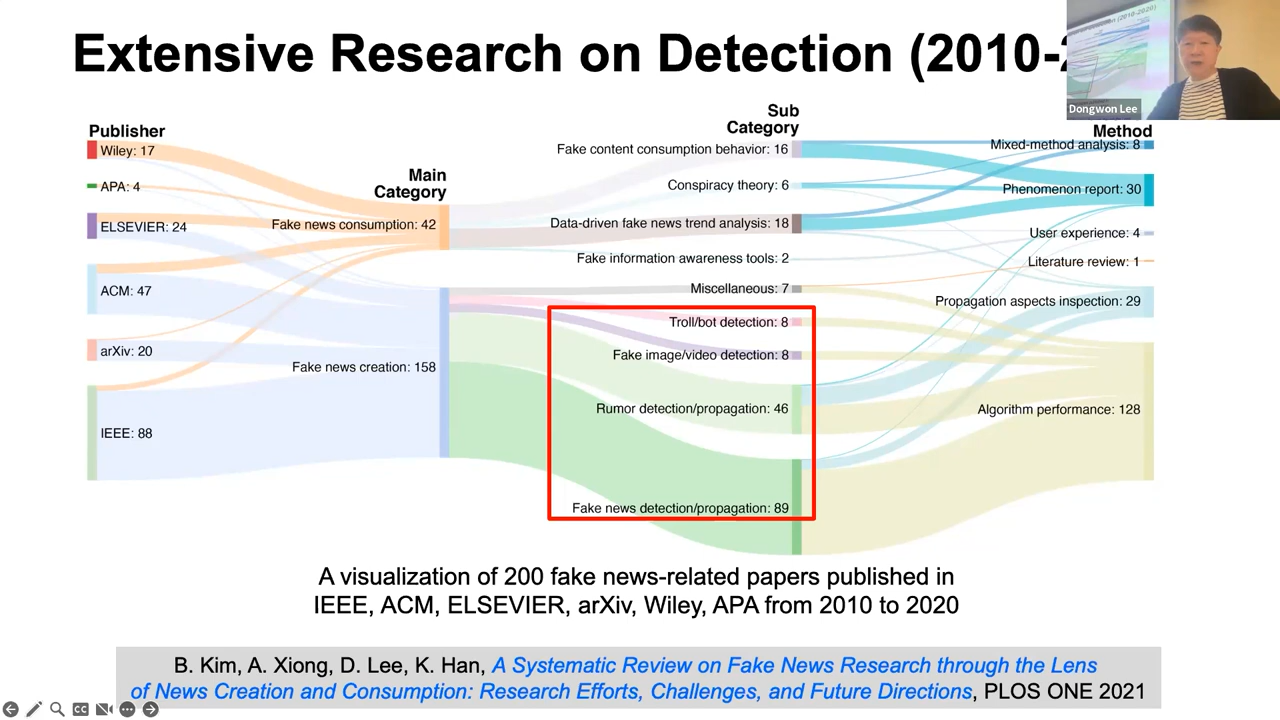 Extensive Research on Detection (2010-2
Dongwon Lee
Publisher
Wiley: 17
APA: 4
ELSEVIER: 24
ACM: 47
arXiv: 20
IEEE: 88
Main
Category
Fake news consumption: 42
Fake news creation: 158
Sub
Category
Fake content consumption behavior: 16
Conspiracy theory: 6
Data-driven fake news trend analysis: 18
Fake information awareness tools: 2
Miscellaneous: 7
Troll/bot detection: 8
Fake image/video detection: 8
Rumor detection/propagation: 46
Fake news detection/propagation: 89
Method
Mixed-method analysis: 8
Phenomenon report: 30
User experience: 4
Literature review: 1
Propagation aspects inspection: 29
Algorithm performance: 128
A visualization of 200 fake news-related papers published in
IEEE, ACM, ELSEVIER, arXiv, Wiley, APA from 2010 to 2020
B. Kim, A. Xiong, D. Lee, K. Han, A Systematic Review on Fake News Research through the Lens
of News Creation and Consumption: Research Efforts, Challenges, and Future Directions, PLOS ONE 2021
CC